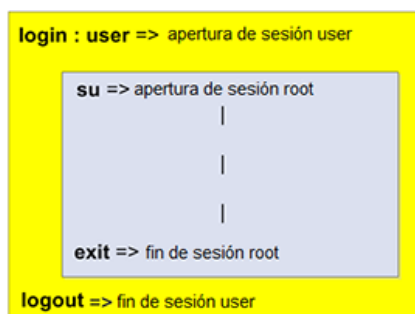 login : user => apertura de sesión user
su => apertura de sesión root
|
|
|
exit => fin de sesión root
logout => fin de sesión user